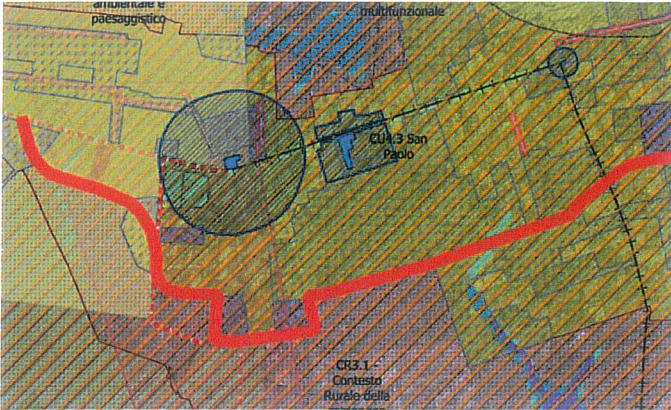 ambientale e
paesaggistico
multifunzionale
CU4.3 San
Paolo
CR3.1 -
Contesto
Rurale della